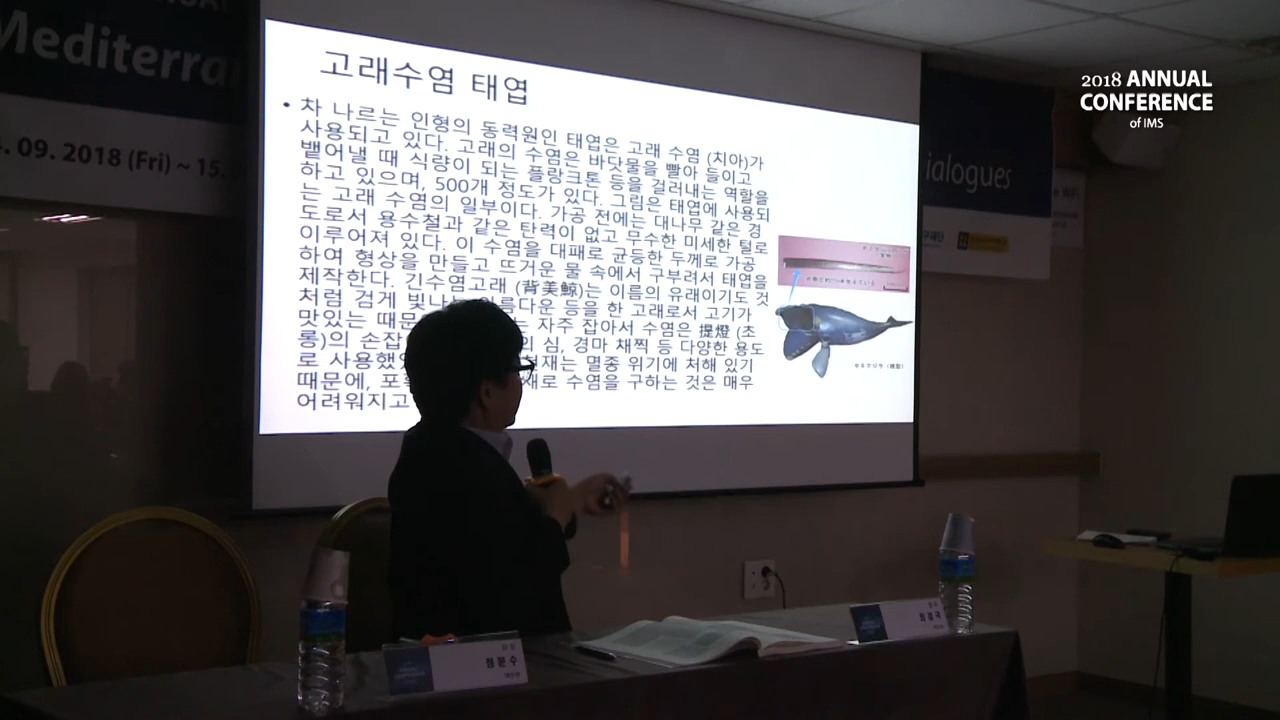 Mediterra
09. 2018 (Fri) ~ 15.
2018 ANNUAL
CONFERENCE
of IMS
ialogues
고래수염 태엽
• 차 나르는 인형의 동력원인 태엽은 고래 수염 (치아)가
사용되고 있다. 고래의 수염은 바닷물을 빨아 들이고
뱉어낼 때 식량이 되는 플랑크톤 등을 걸러내는 역할을
하고 있으며, 500개 정도가 있다. 그림은 태엽에 사용되
는 고래 수염의 일부이다. 가공 전에는 대나무 같은 경
도로서 용수철과 같은 탄력이 없고 무수한 미세한 털로
이루어져 있다. 이 수염을 대패로 균등한 두께로 가공
하여 형상을 만들고 뜨거운 물 속에서 구부려서 태엽을
제작한다. 긴수염고래 (背美鯨)는 이름의 유래이기도 것
처럼 검게 빛나는 름다운 등을 한 고래로서 고기가
맛있는 때문 는 자주 잡아서 수염은 提燈 (초
롱)의 손잡 의 심, 경마 채찍 등 다양한 용도
로 사용했 재는 멸종 위기에 처해 있기
때문에, 포 새로 수염을 구하는 것은 매우
어려워지고
セミクジラ (模型)
정문수